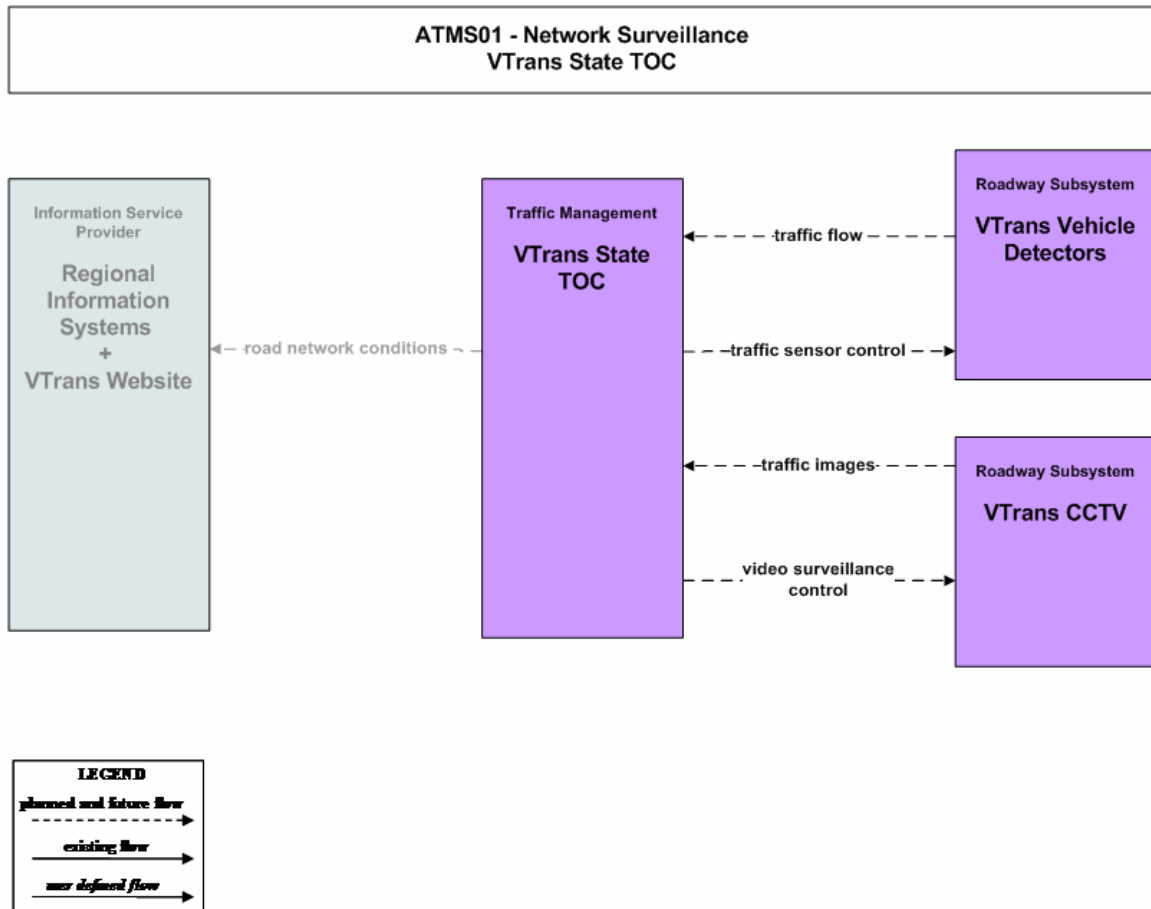 ATMS01 - Network Surveillance
VTrans State TOC
Information Service
Provider
Regional
Information
Systems
+
VTrans Website
road network conditions
Traffic Management
VTrans State
TOC
traffic flow
traffic sensor control
traffic images
video surveillance
control
Roadway Subsystem
VTrans Vehicle
Detectors
Roadway Subsystem
VTrans CCTV
LEGEND
planned and future flow
existing flow
user defined flow